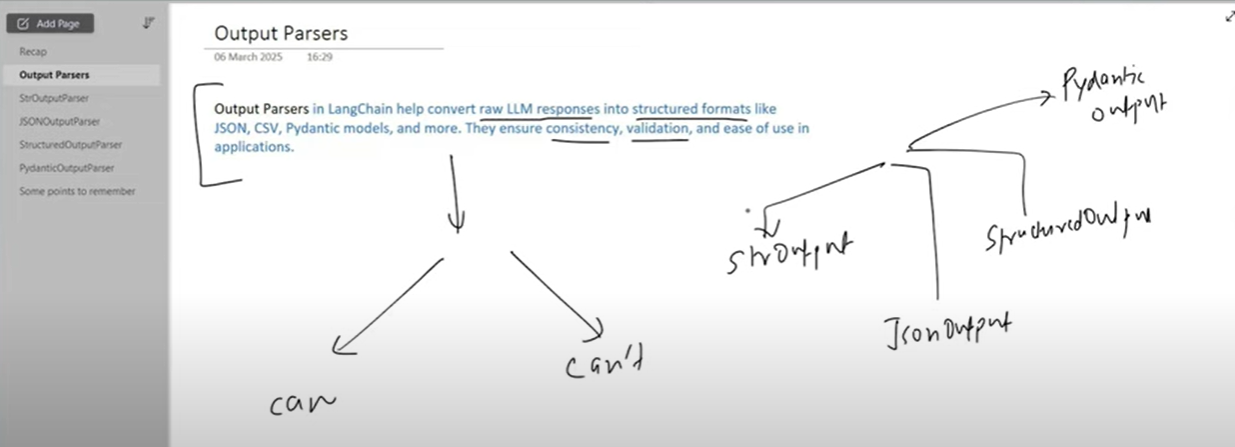 Add Page
Recap
Output Parsers
StrOutputParser
JSONOutputParser
StructuredOutputParser
PydanticOutputParser
Some points to remember
Output Parsers
06 March 2025 16:29
Output Parsers in LangChain help convert raw LLM responses into structured formats like
JSON, CSV, Pydantic models, and more. They ensure consistency, validation, and ease of use in
applications.
can
can't
StrOutput
JsonOutput
StructuredOutput
Pydantic
output